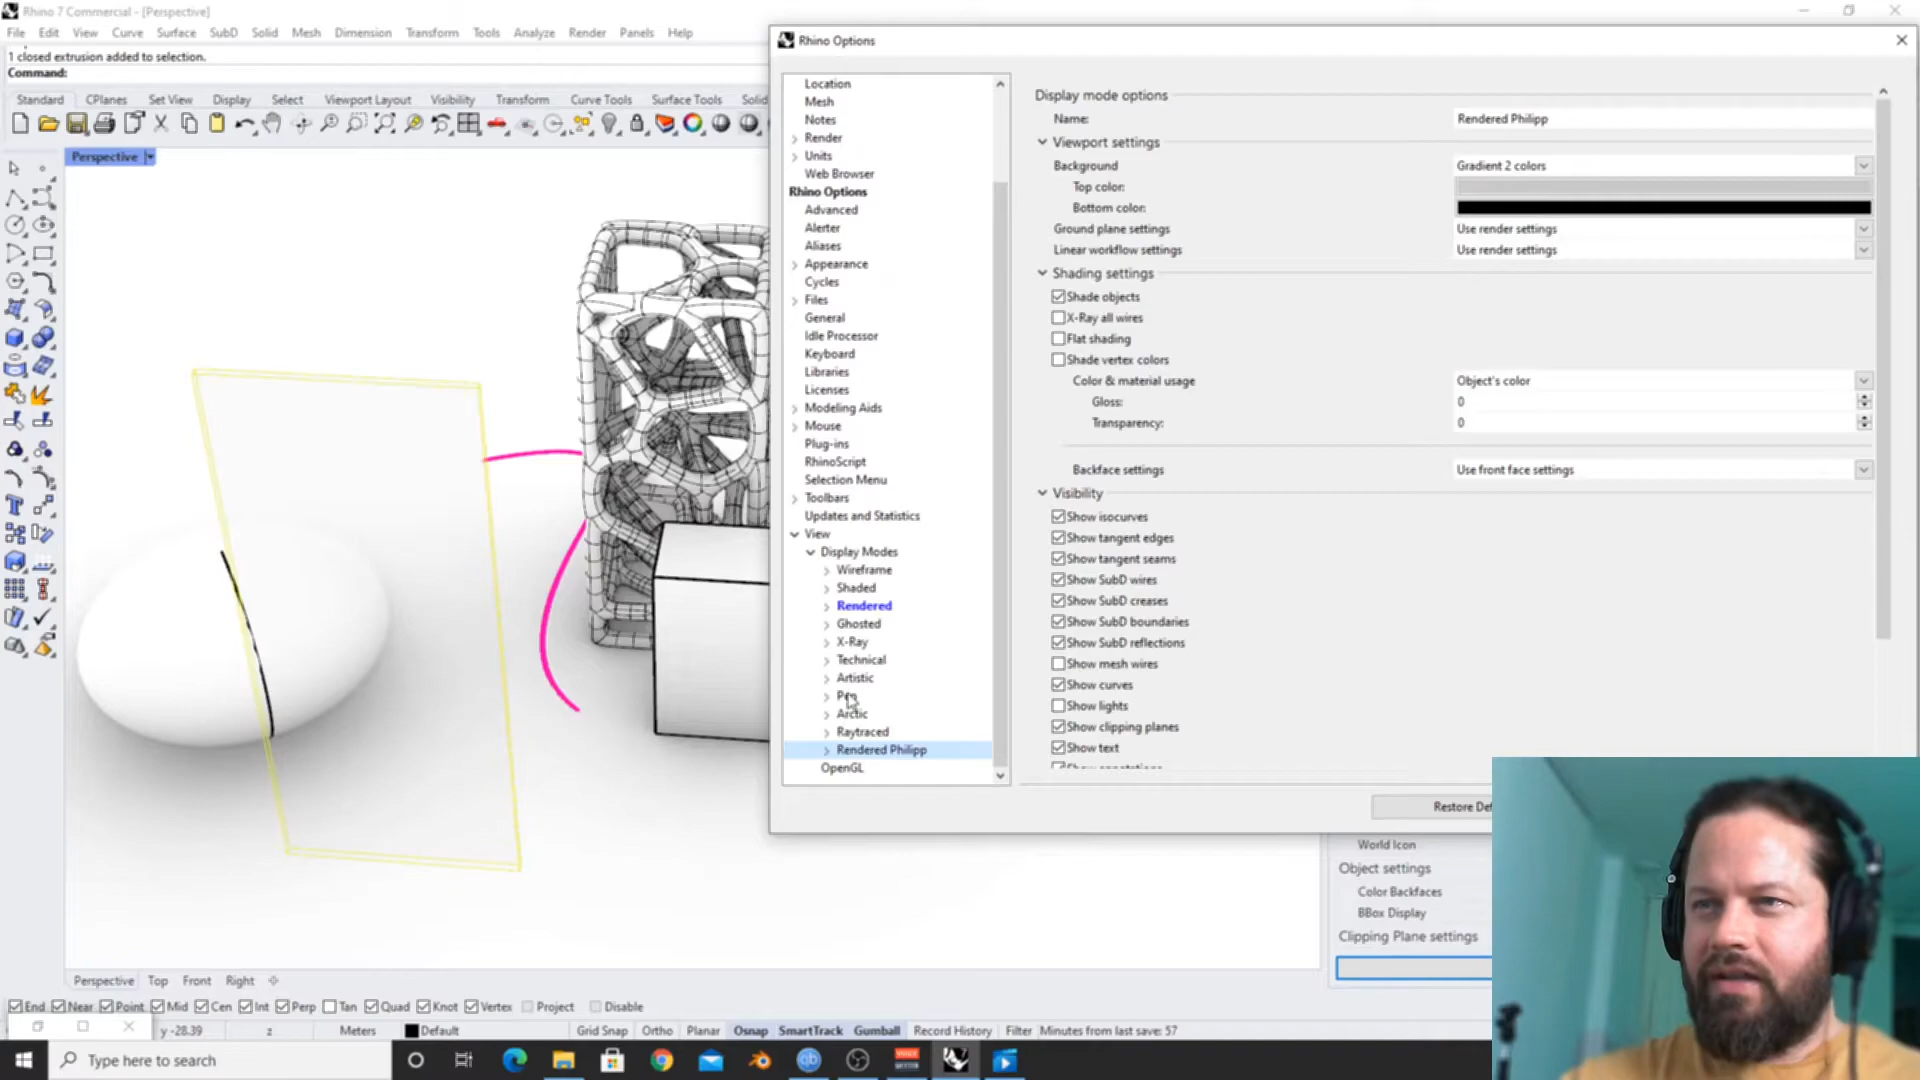 Rhino 7 Commercial - [Perspective]
File Edit View Curve Surface SubD Solid Mesh Dimension Transform Tools Analyze Render Panels Help
1 closed extrusion added to selection.
Command:
Standard CPlanes Set View Display Select Viewport Layout Visibility Transform Curve Tools Surface Tools Solid
Perspective
Perspective Top Front Right
End Near Point Mid Cen Int Perp Tan Quad Knot Vertex Project Disable
y -28.39 z Meters Default Grid Snap Ortho Planar Osnap SmartTrack Gumball Record History Filter Minutes from last save: 57
Type here to search
Rhino Options
Location
Mesh
Notes
Render
Units
Web Browser
Rhino Options
Advanced
Alerter
Aliases
Appearance
Cycles
Files
General
Idle Processor
Keyboard
Libraries
Licenses
Modeling Aids
Mouse
Plug-ins
RhinoScript
Selection Menu
Toolbars
Updates and Statistics
View
Display Modes
Wireframe
Shaded
Rendered
Ghosted
X-Ray
Technical
Artistic
Arctic
Raytraced
Rendered Philipp
OpenGL
Display mode options
Name: Rendered Philipp
Viewport settings
Background Gradient 2 colors
Top color:
Bottom color:
Ground plane settings Use render settings
Linear workflow settings Use render settings
Shading settings
Shade objects
X-Ray all wires
Flat shading
Shade vertex colors
Color & material usage Object's color
Gloss: 0
Transparency: 0
Backface settings Use front face settings
Visibility
Show isocurves
Show tangent edges
Show tangent seams
Show SubD wires
Show SubD creases
Show SubD boundaries
Show SubD reflections
Show mesh wires
Show curves
Show lights
Show clipping planes
Show text
Restore Def
World Icon
Object settings
Color Backfaces
BBox Display
Clipping Plane settings